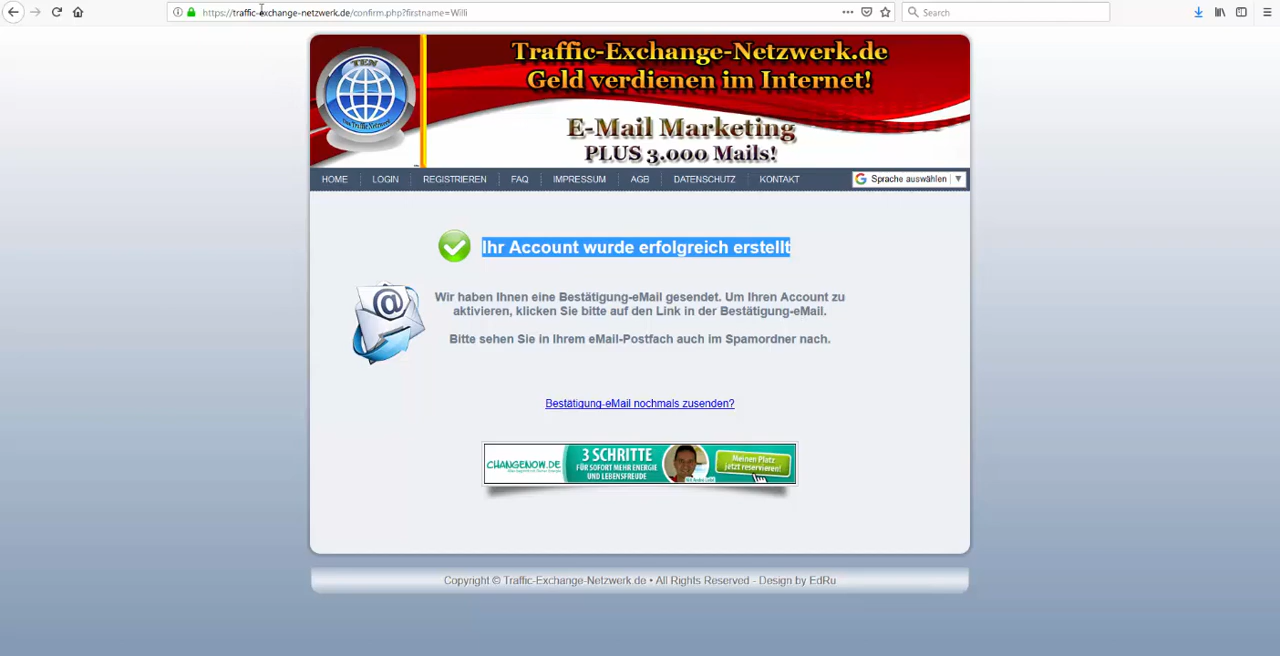 https://traffic-exchange-netzwerk.de/confirm.php?firstname=Willi
Search
TEN
Traffic-Exchange-Netzwerk.de
Geld verdienen im Internet!
E-Mail Marketing
PLUS 3.000 Mails!
HOME LOGIN REGISTRIEREN FAQ IMPRESSUM AGB DATENSCHUTZ KONTAKT Sprache auswählen
Ihr Account wurde erfolgreich erstellt
Wir haben Ihnen eine Bestätigung-eMail gesendet. Um Ihren Account zu
aktivieren, klicken Sie bitte auf den Link in der Bestätigung-eMail.
Bitte sehen Sie in Ihrem eMail-Postfach auch im Spamordner nach.
Bestätigung-eMail nochmals zusenden?
CHANGENOW.DE
3 SCHRITTE
FÜR SOFORT MEHR ENERGIE
UND LEBENSFREUDE
Meinen Platz
jetzt reservieren!
Copyright © Traffic-Exchange-Netzwerk.de • All Rights Reserved - Design by EdRu